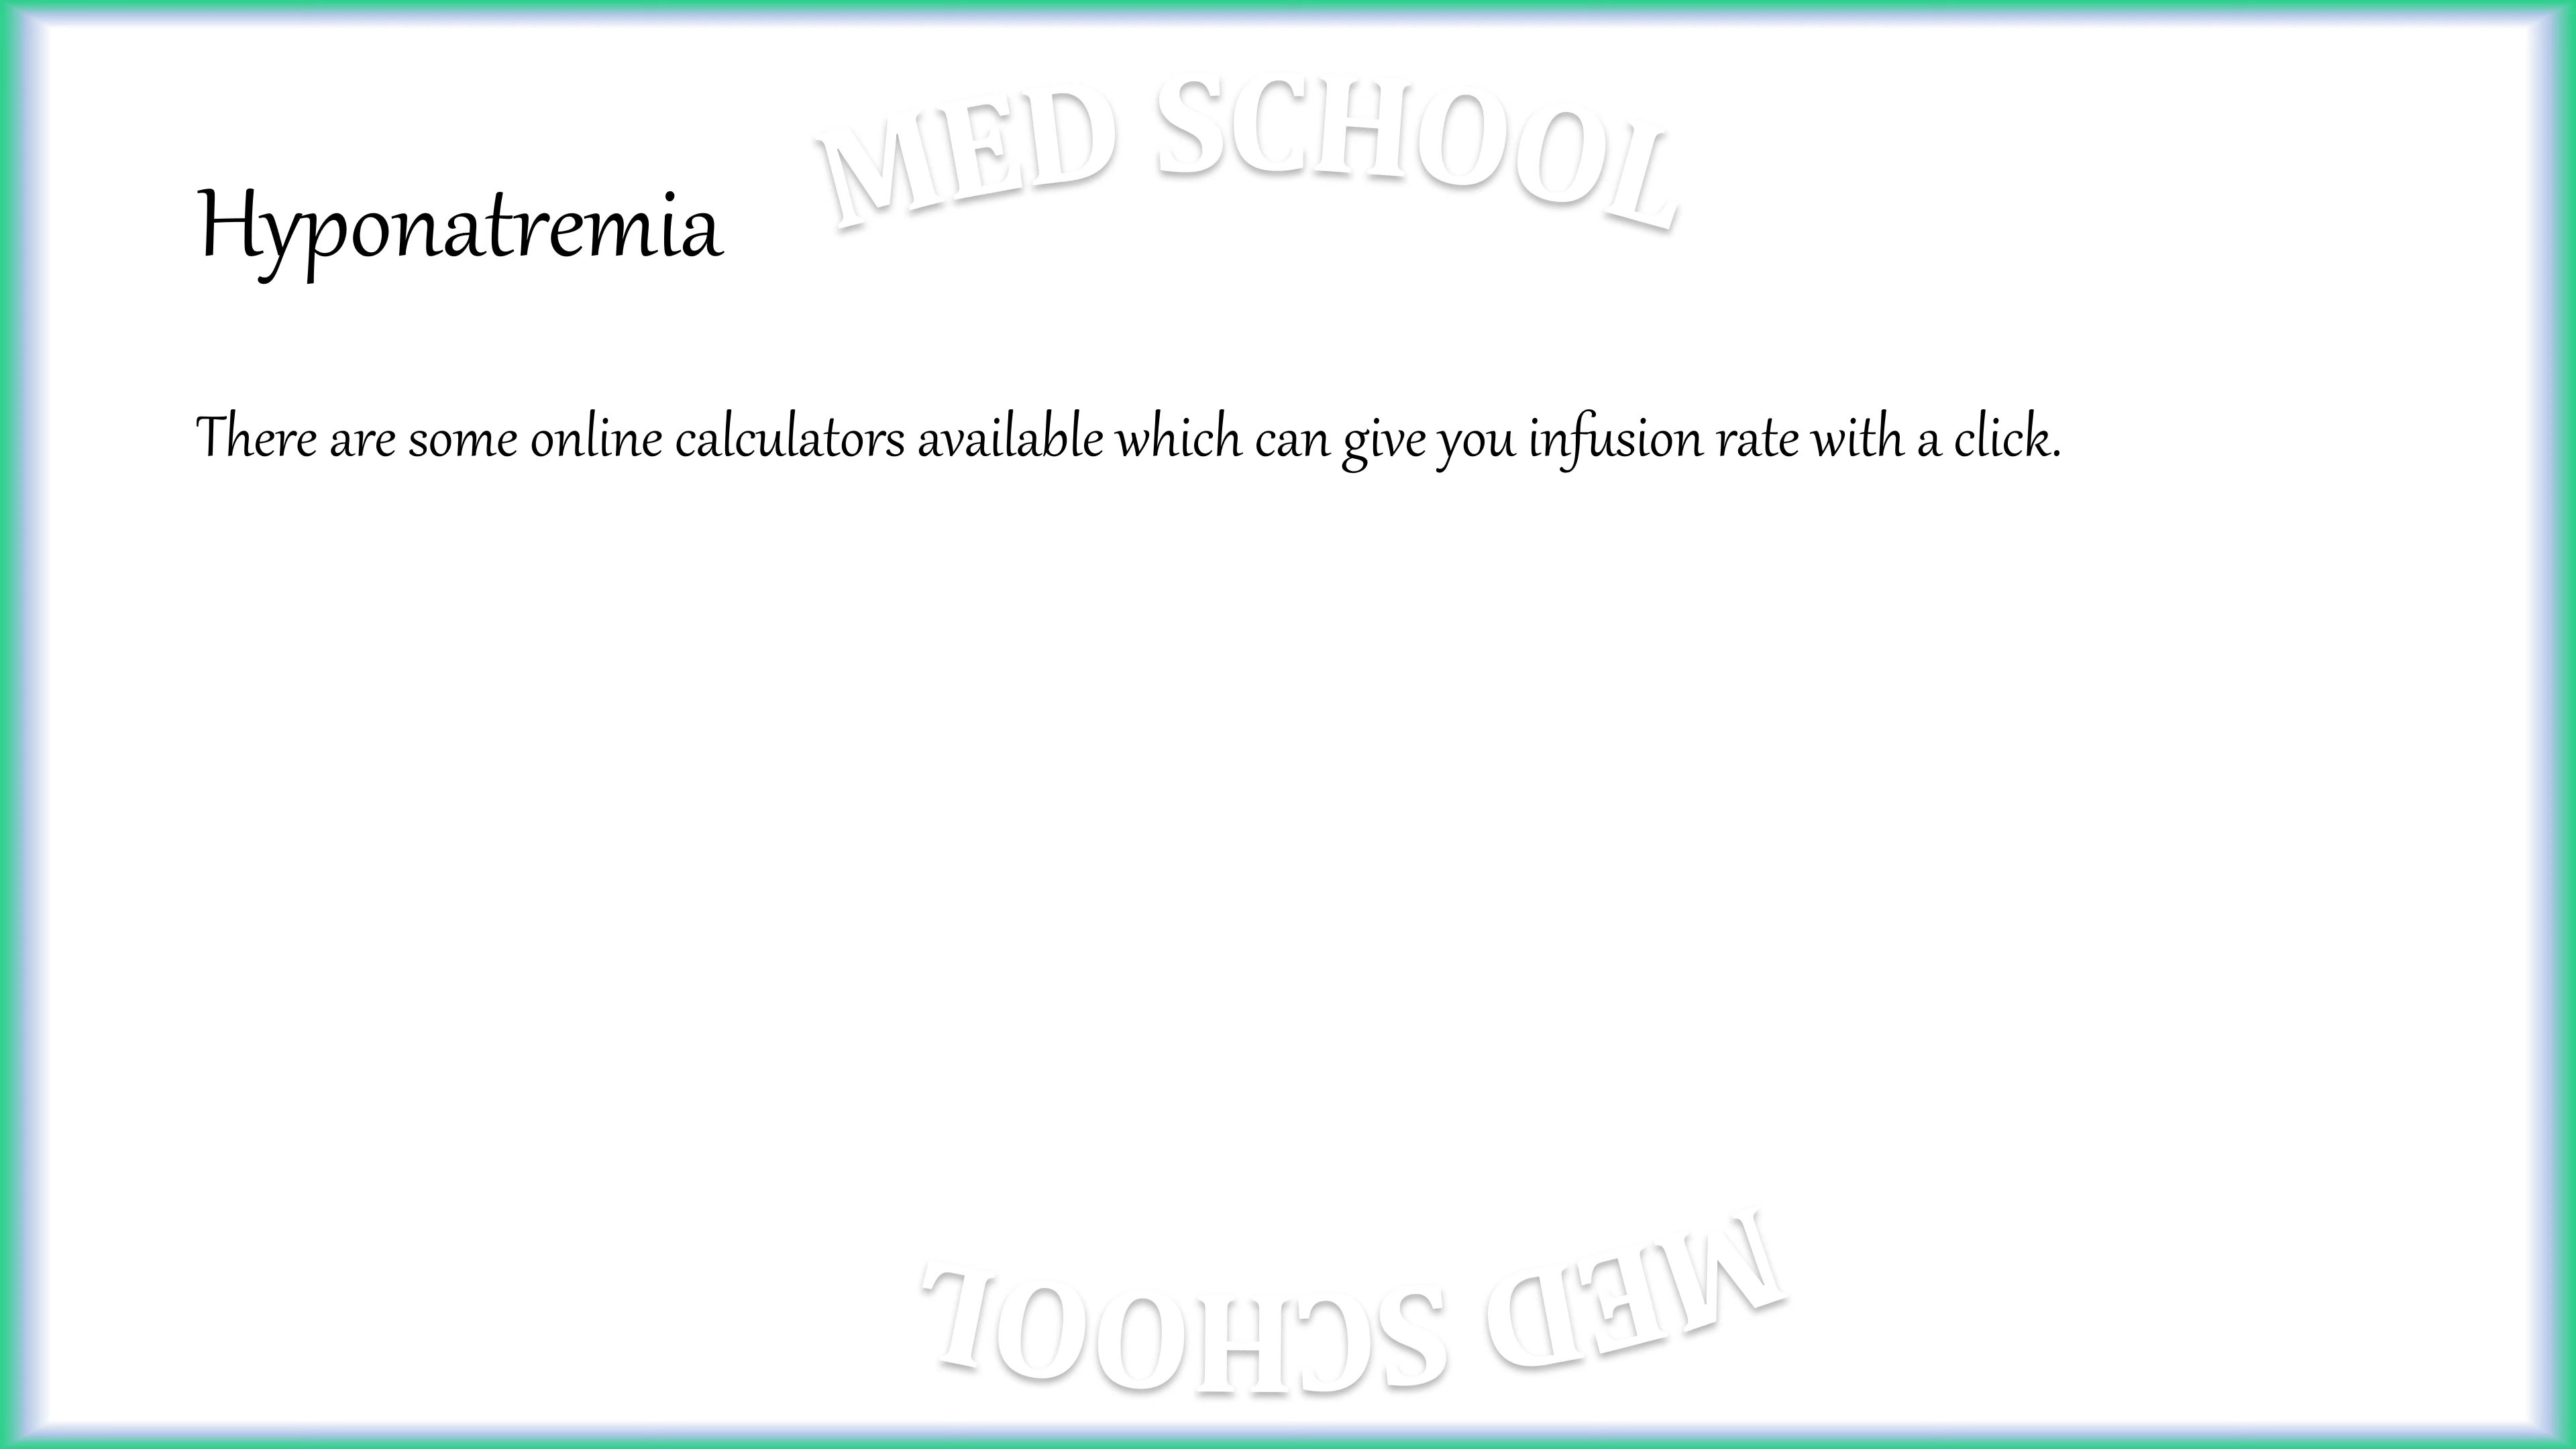 MED SCHOOL
Hyponatremia
There are some online calculators available which can give you infusion rate with a click.
MED SCHOOL